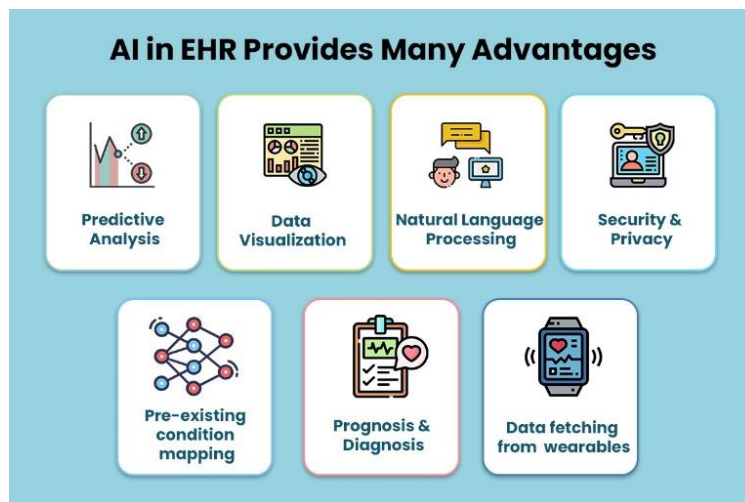 AI in EHR Provides Many Advantages
Predictive
Analysis
Data
Visualization
Natural Language
Processing
Security &
Privacy
Pre-existing
condition
mapping
Prognosis &
Diagnosis
Data fetching
from wearables